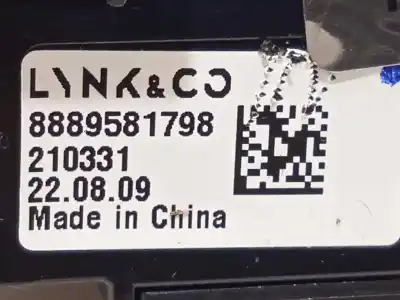 LYNK & CO
8889581798
210331
22.08.09
Made in China